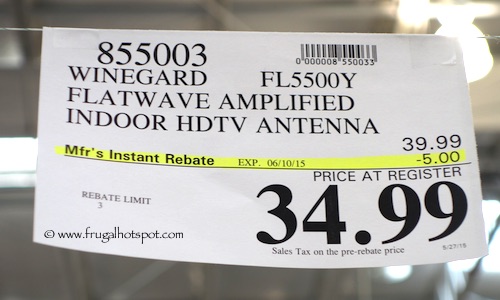 855003
0000008"550033
WINEGARD FL5500Y
FLATWAVE AMPLIFIED
INDOOR HDTV ANTENNA
39.99
Mfr's Instant Rebate EXP. 06/10/15 -5.00
PRICE AT REGISTER
REBATE LIMIT
3
34.99
© www.frugalhotspot.com
Sales Tax on the pre-rebate price
5/27/15